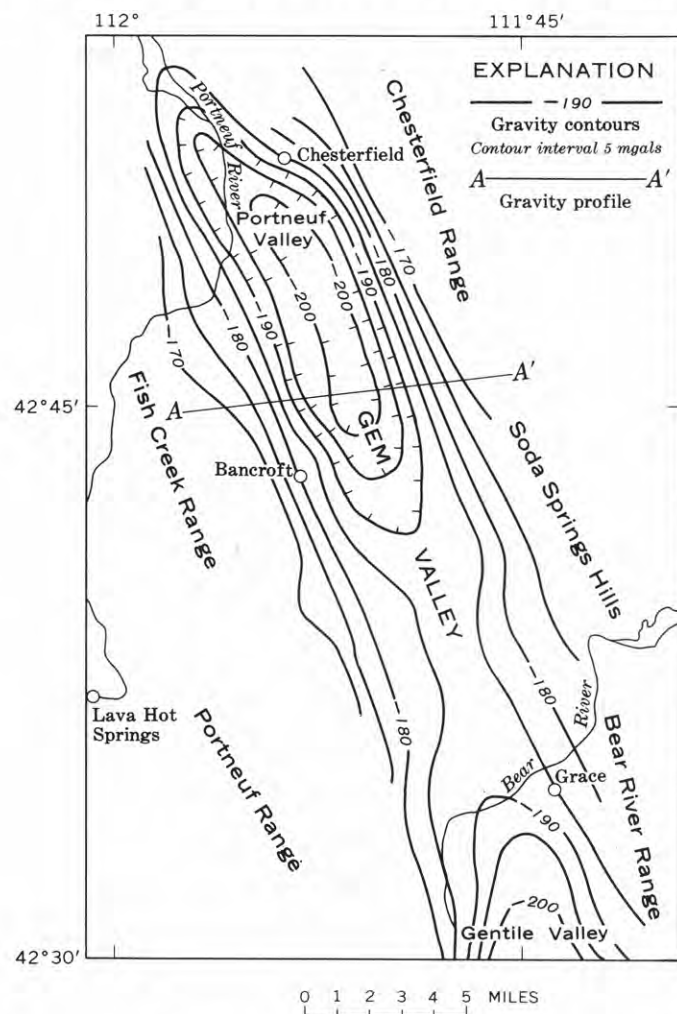 112°
111°45′
EXPLANATION
-190
Gravity contours
Contour interval 5 mgals
A A′
Gravity profile
Portneuf
River
Chesterfield
Chesterfield Range
Portneuf
Valley
-170
-180
-190
-200
-200
-190
-180
-170
42°45′
A
A′
Fish Creek Range
GEM
Bancroft
Soda Springs Hills
VALLEY
Lava Hot
Springs
Portneuf Range
-180
-180
River
Bear
Grace
Bear River Range
-190
-200
Gentile Valley
42°30′
0 1 2 3 4 5 MILES